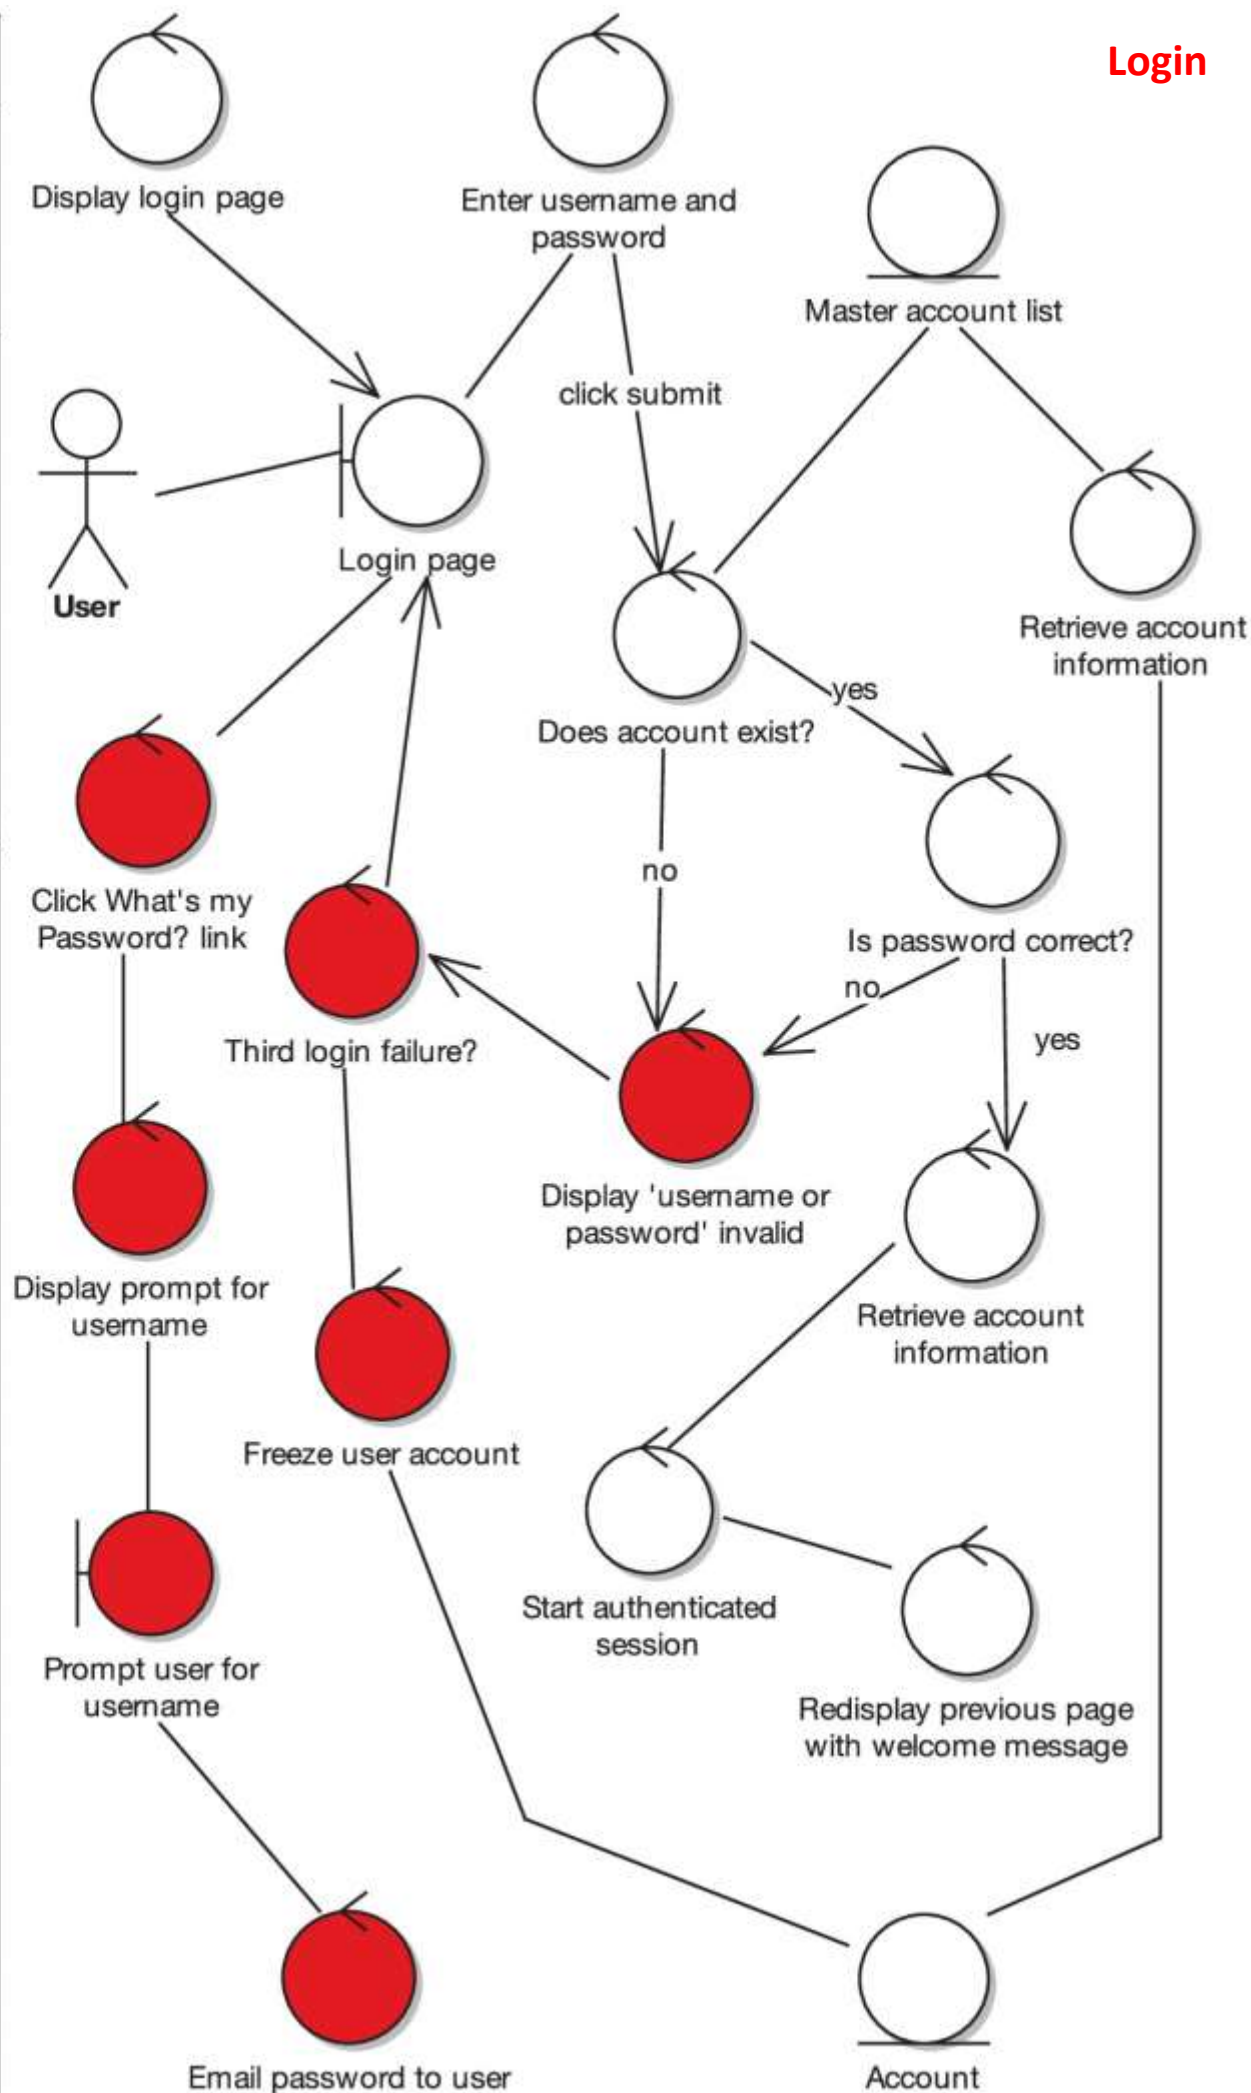 Login
Display login page
Enter username and
password
Master account list
click submit
Login page
User
Retrieve account
information
yes
Does account exist?
no
Click What's my
Password? link
Is password correct?
no
yes
Third login failure?
Display 'username or
password' invalid
Display prompt for
username
Retrieve account
information
Freeze user account
Start authenticated
session
Prompt user for
username
Redisplay previous page
with welcome message
Email password to user
Account